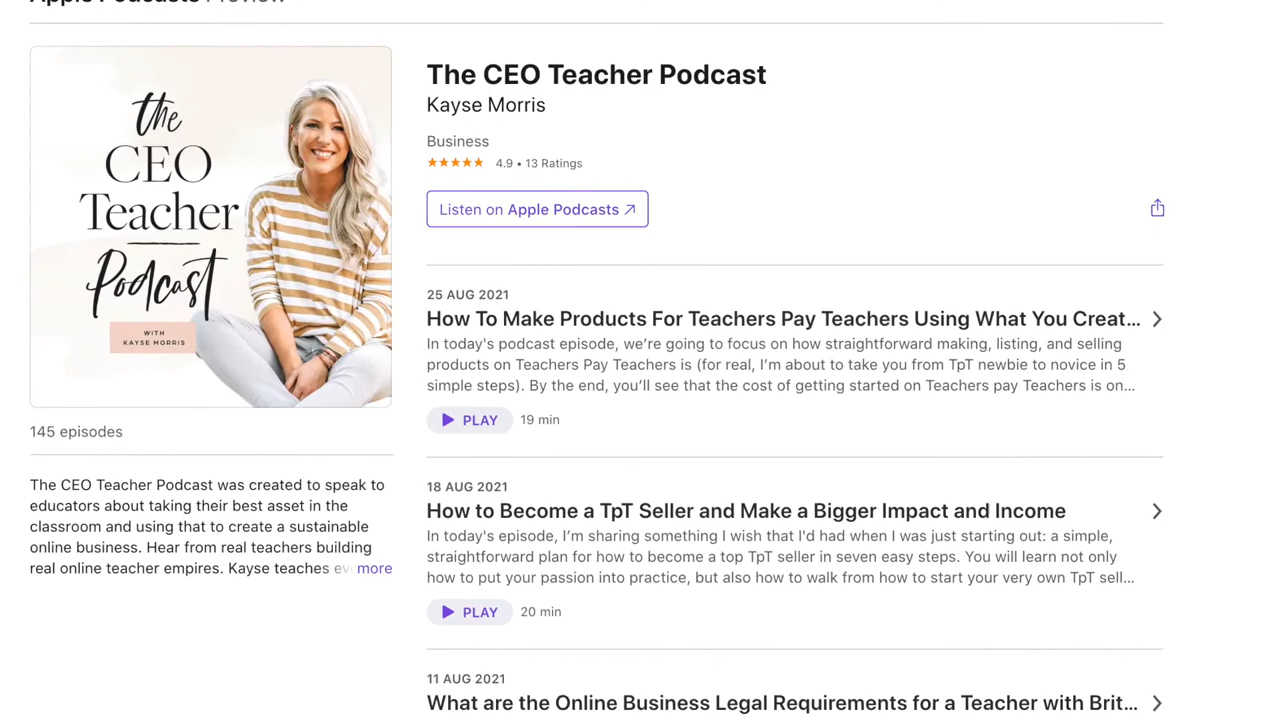 Apple Podcasts Preview
the
CEO
Teacher
Podcast
WITH
KAYSE MORRIS
145 episodes
The CEO Teacher Podcast was created to speak to
educators about taking their best asset in the
classroom and using that to create a sustainable
online business. Hear from real teachers building
real online teacher empires. Kayse teaches ev more
The CEO Teacher Podcast
Kayse Morris
Business
★★★★★ 4.9 • 13 Ratings
Listen on Apple Podcasts ↗
25 AUG 2021
How To Make Products For Teachers Pay Teachers Using What You Creat...
In today's podcast episode, we’re going to focus on how straightforward making, listing, and selling
products on Teachers Pay Teachers is (for real, I’m about to take you from TpT newbie to novice in 5
simple steps). By the end, you’ll see that the cost of getting started on Teachers pay Teachers is on...
PLAY 19 min
18 AUG 2021
How to Become a TpT Seller and Make a Bigger Impact and Income
In today's episode, I’m sharing something I wish that I'd had when I was just starting out: a simple,
straightforward plan for how to become a top TpT seller in seven easy steps. You will learn not only
how to put your passion into practice, but also how to walk from how to start your very own TpT sell...
PLAY 20 min
11 AUG 2021
What are the Online Business Legal Requirements for a Teacher with Brit...